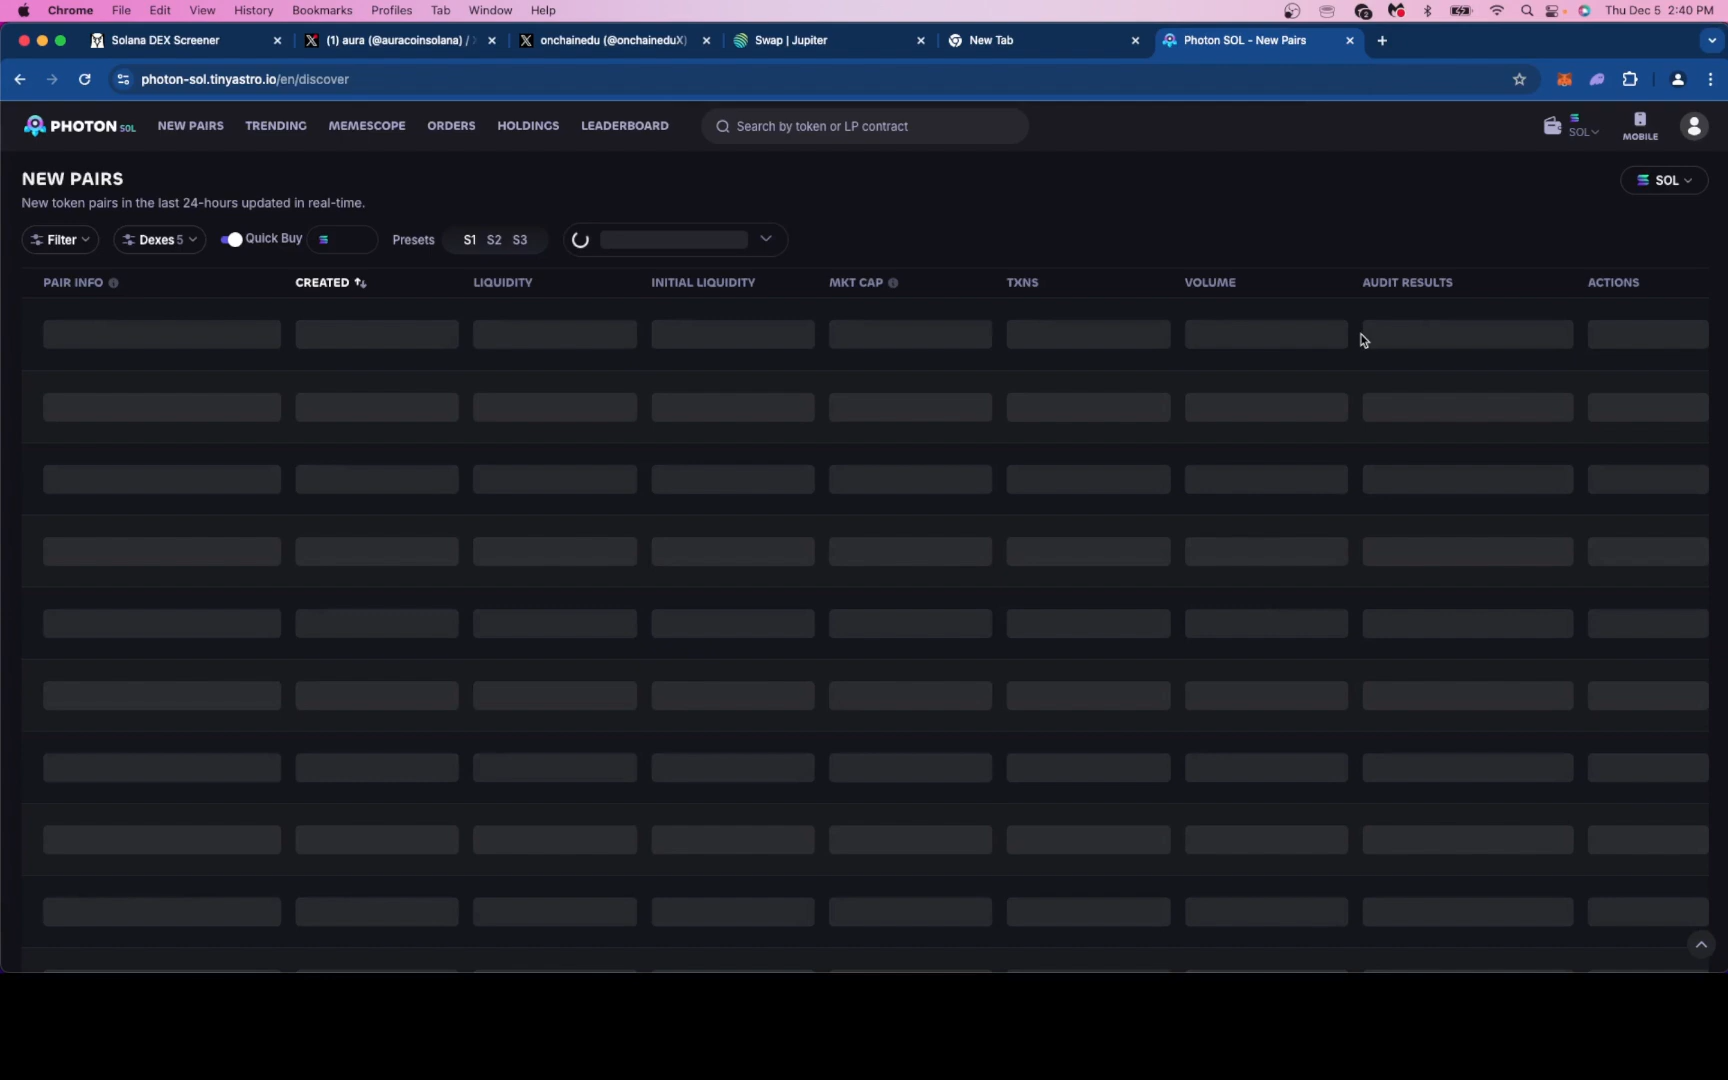 Chrome File Edit View History Bookmarks Profiles Tab Window Help Thu Dec 5 2:40 PM
Solana DEX Screener (1) aura (@auracoinsolana) / onchainedu (@onchaineduX) Swap | Jupiter New Tab Photon SOL - New Pairs
photon-sol.tinyastro.io/en/discover
PHOTON SOL NEW PAIRS TRENDING MEMESCOPE ORDERS HOLDINGS LEADERBOARD Search by token or LP contract SOL MOBILE
NEW PAIRS SOL
New token pairs in the last 24-hours updated in real-time.
Filter Dexes 5 Quick Buy Presets S1 S2 S3
PAIR INFO CREATED LIQUIDITY INITIAL LIQUIDITY MKT CAP TXNS VOLUME AUDIT RESULTS ACTIONS